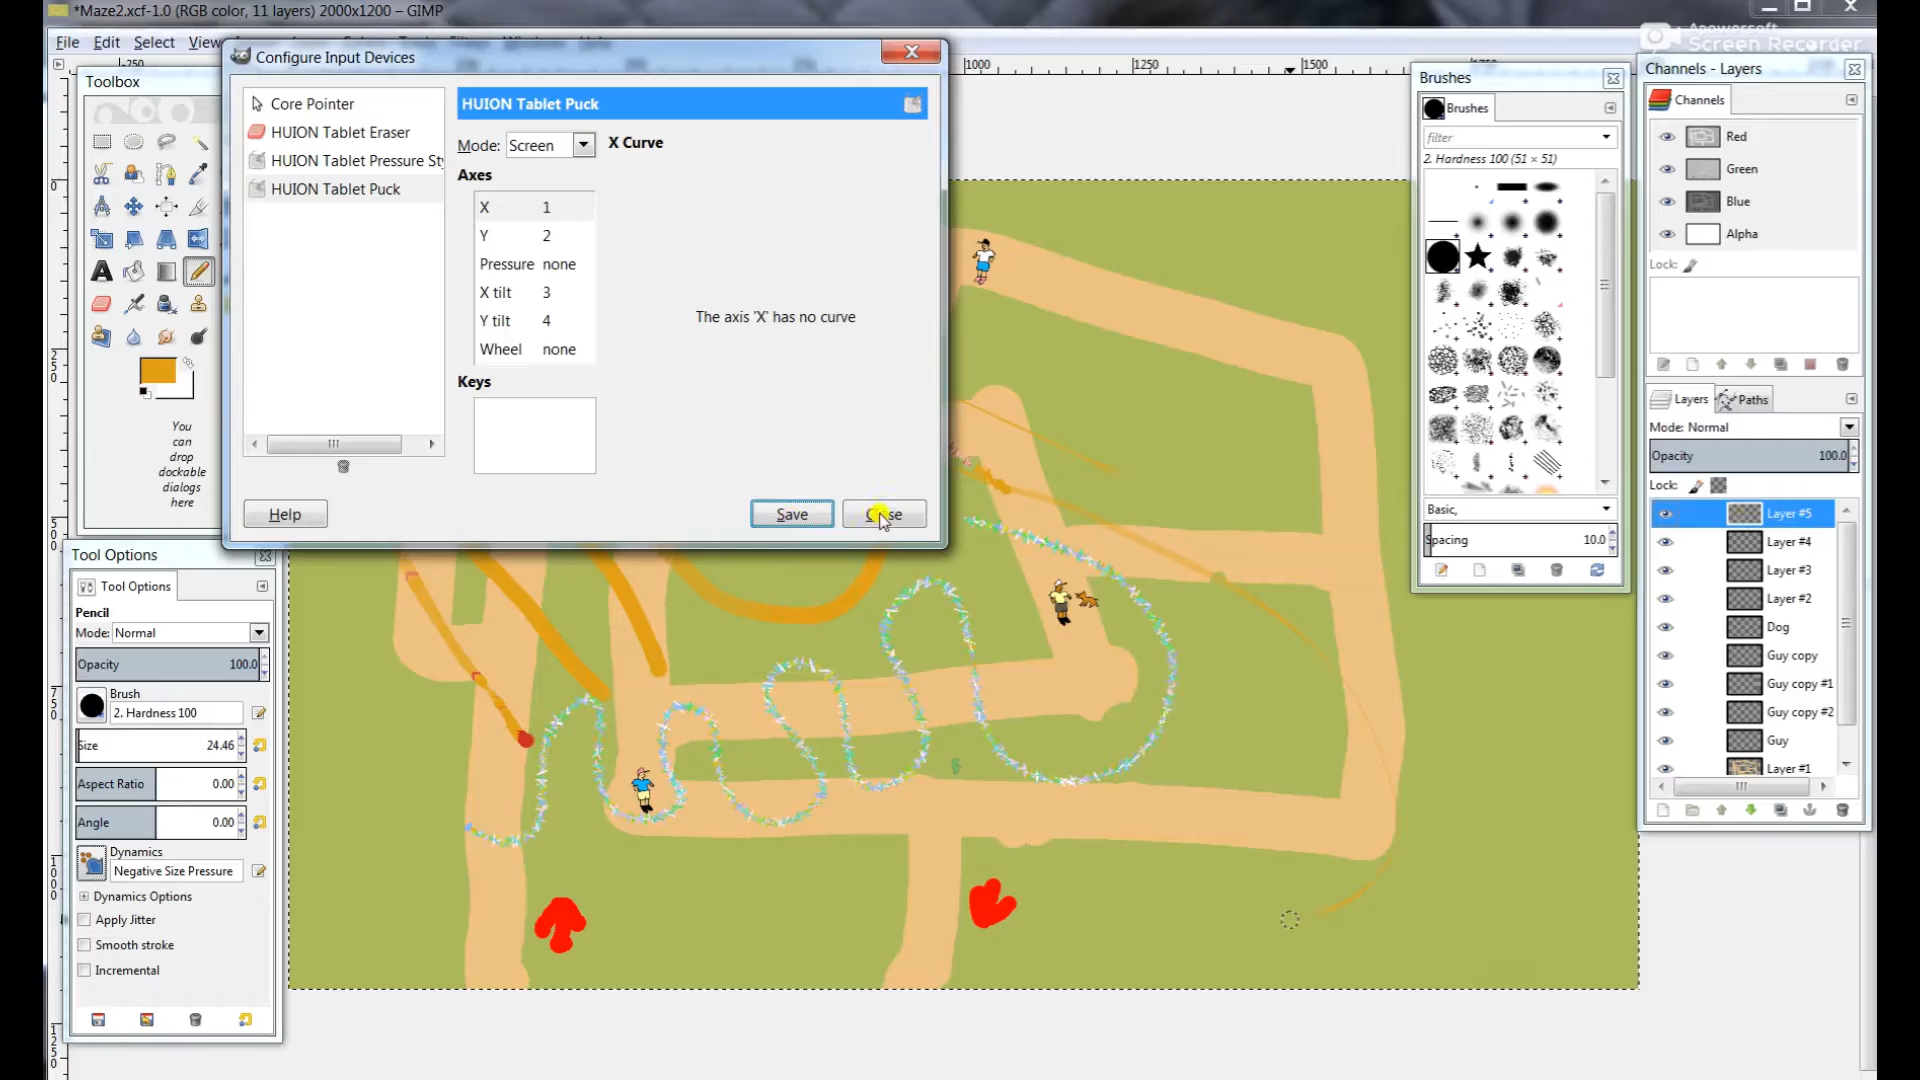 *Maze2.xcf-1.0 (RGB color, 11 layers) 2000x1200 – GIMP
Apowersoft
Screen Recorder
File Edit Select View
Configure Input Devices
-250
1000 1250 1500
Toolbox
Core Pointer
HUION Tablet Eraser
HUION Tablet Pressure Sty
HUION Tablet Puck
HUION Tablet Puck
Mode: Screen
X Curve
Axes
X 1
Y 2
Pressure none
X tilt 3
Y tilt 4
Wheel none
The axis 'X' has no curve
Keys
Help
Save
You
can
drop
dockable
dialogs
here
Tool Options
Tool Options
Pencil
Mode: Normal
Opacity 100.0
Brush
2. Hardness 100
Size 24.46
Aspect Ratio 0.00
Angle 0.00
Dynamics
Negative Size Pressure
Dynamics Options
Apply Jitter
Smooth stroke
Incremental
Brushes
Brushes
filter
2. Hardness 100 (51 × 51)
Basic,
Spacing 10.0
Channels - Layers
Channels
Red
Green
Blue
Alpha
Lock:
Layers Paths
Mode: Normal
Opacity 100.0
Lock:
Layer #5
Layer #4
Layer #3
Layer #2
Dog
Guy copy
Guy copy #1
Guy copy #2
Guy
Layer #1